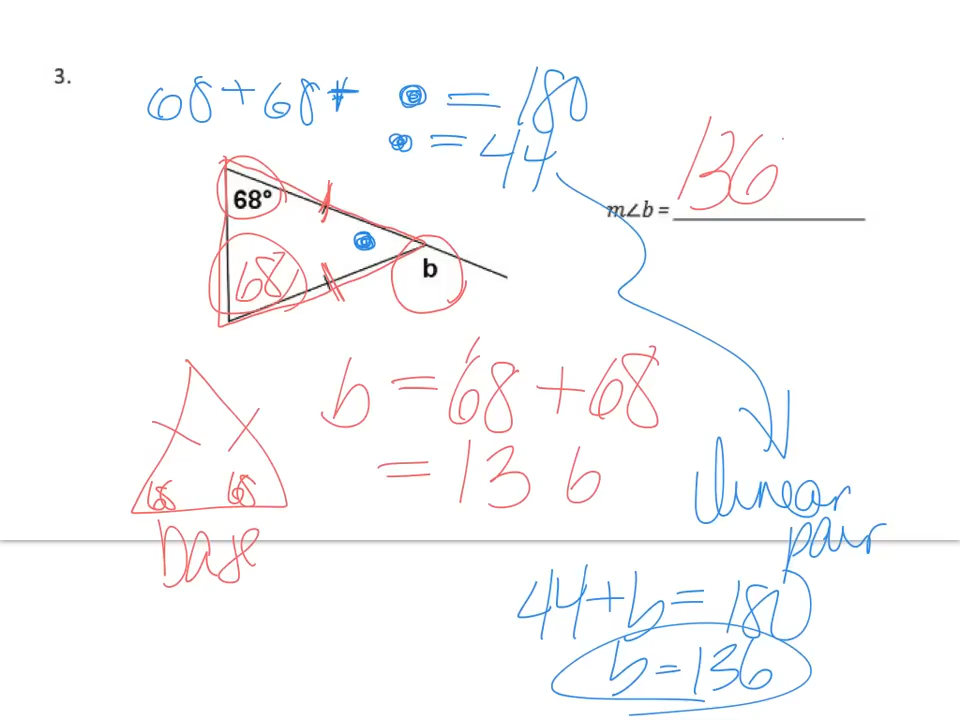 3.
68 + 68 + = 180
= 44
136
m∠b =
68°
68
b
b = 68 + 68
= 136
68 68
Base
linear
pair
44 + b = 180
b = 136